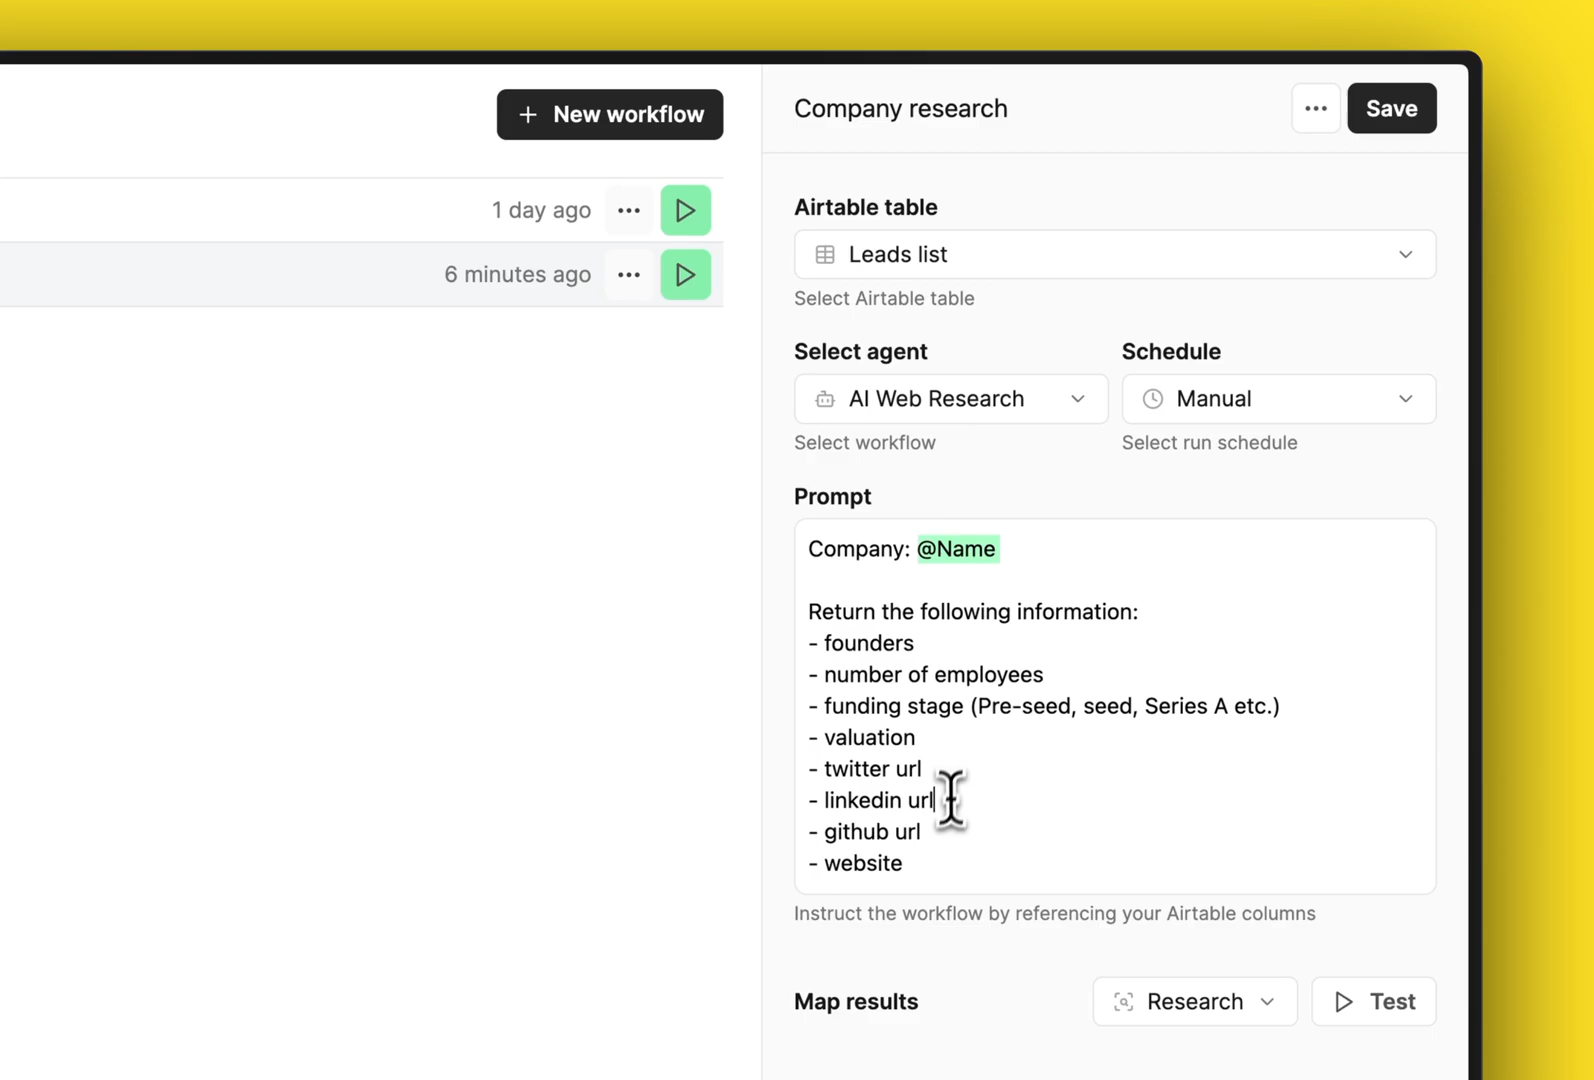 + New workflow
1 day ago
6 minutes ago
Company research
Save
Airtable table
Leads list
Select Airtable table
Select agent
Schedule
AI Web Research
Manual
Select workflow
Select run schedule
Prompt
Company: @Name
Return the following information:
- founders
- number of employees
- funding stage (Pre-seed, seed, Series A etc.)
- valuation
- twitter url
- linkedin url
- github url
- website
Instruct the workflow by referencing your Airtable columns
Map results
Research
Test